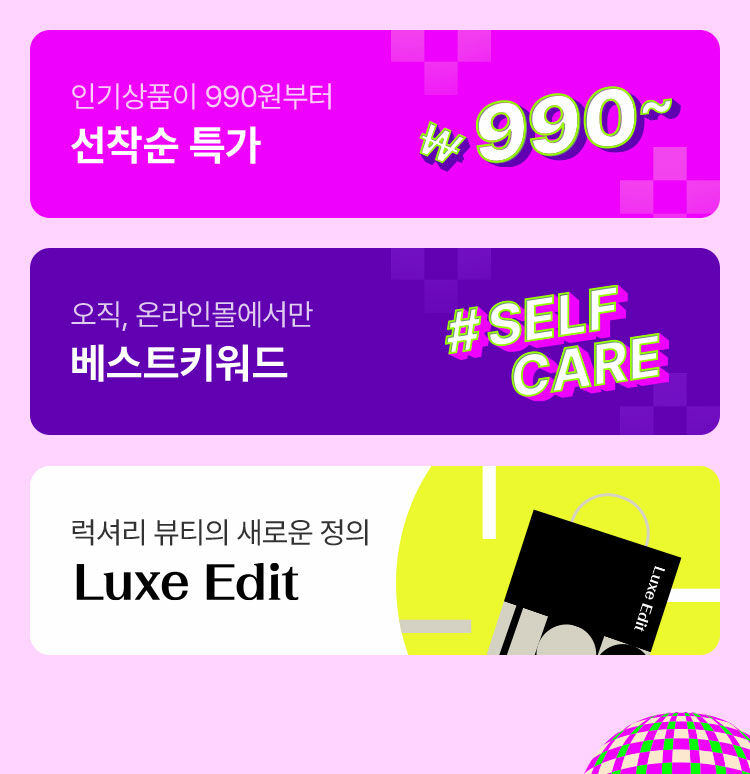 인기상품이 990원부터
선착순 특가
₩990~
오직, 온라인몰에서만
베스트키워드
#SELF
CARE
럭셔리 뷰티의 새로운 정의
Luxe Edit
Luxe Edit